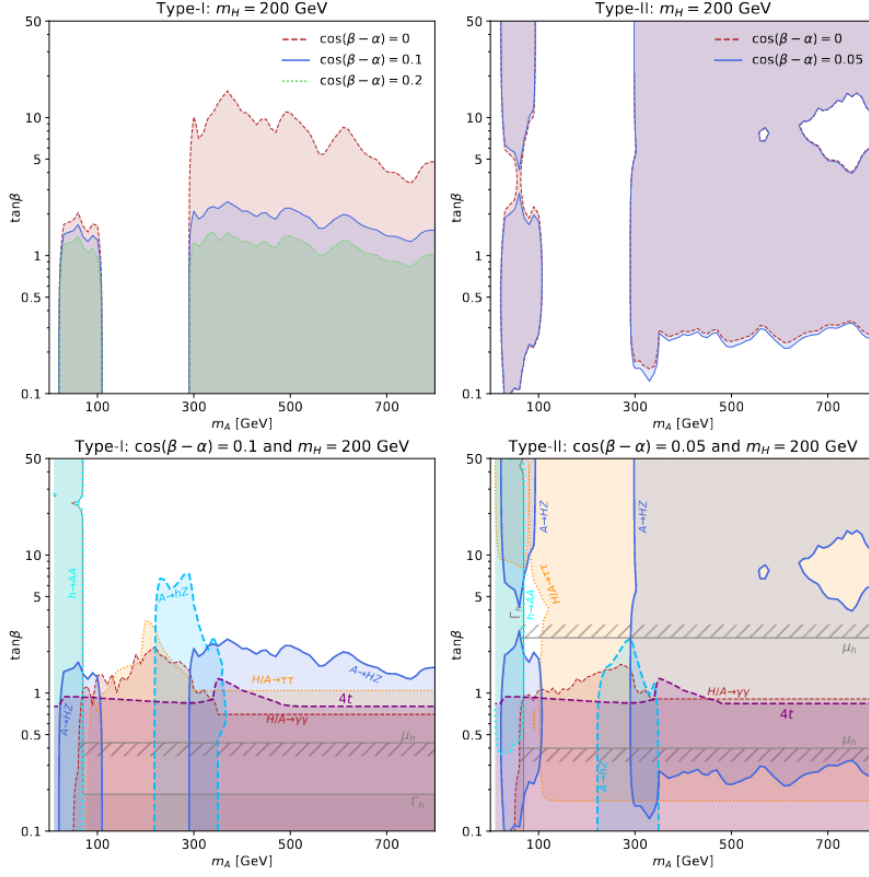 Type-I: m_H = 200 GeV
cos(β − α) = 0
cos(β − α) = 0.1
cos(β − α) = 0.2
50
10
5
1
0.5
0.1
tanβ
100
300
500
700
m_A [GeV]
Type-II: m_H = 200 GeV
cos(β − α) = 0
cos(β − α) = 0.05
50
10
5
1
0.5
0.1
tanβ
100
300
500
700
m_A [GeV]
Type-I: cos(β − α) = 0.1 and m_H = 200 GeV
50
10
5
1
0.5
0.1
tanβ
h→AA
A→hZ
H/A→ττ
A→HZ
4t
H/A→γγ
A→HZ
μ_h
Γ_h
100
300
500
700
m_A [GeV]
Type-II: cos(β − α) = 0.05 and m_H = 200 GeV
50
10
5
1
0.5
0.1
tanβ
A→HZ
A→HZ
H/A→ττ
Γ_h
h→AA
μ_h
H/A→γγ
4t
μ_h
A→hZ
100
300
500
700
m_A [GeV]